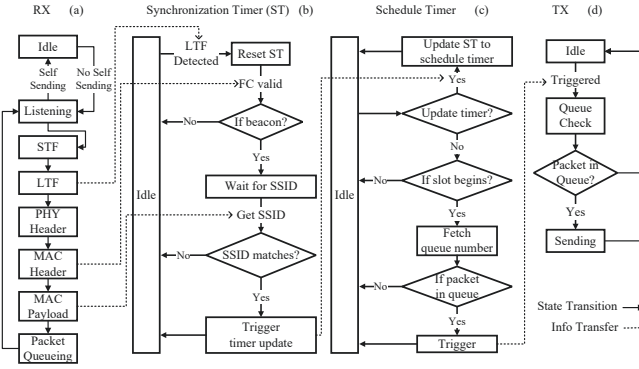 RX (a)
Idle
Self
Sending
No Self
Sending
Listening
STF
LTF
PHY
Header
MAC
Header
MAC
Payload
Packet
Queueing
Synchronization Timer (ST) (b)
Idle
LTF
Detected
Reset ST
FC valid
If beacon?
No
Yes
Wait for SSID
Get SSID
SSID matches?
No
Yes
Trigger
timer update
Schedule Timer (c)
Idle
Update ST to
schedule timer
Yes
Update timer?
No
If slot begins?
No
Yes
Fetch
queue number
If packet
in queue
No
Yes
Trigger
TX (d)
Idle
Triggered
Queue
Check
Packet in
Queue?
Yes
Sending
State Transition
Info Transfer